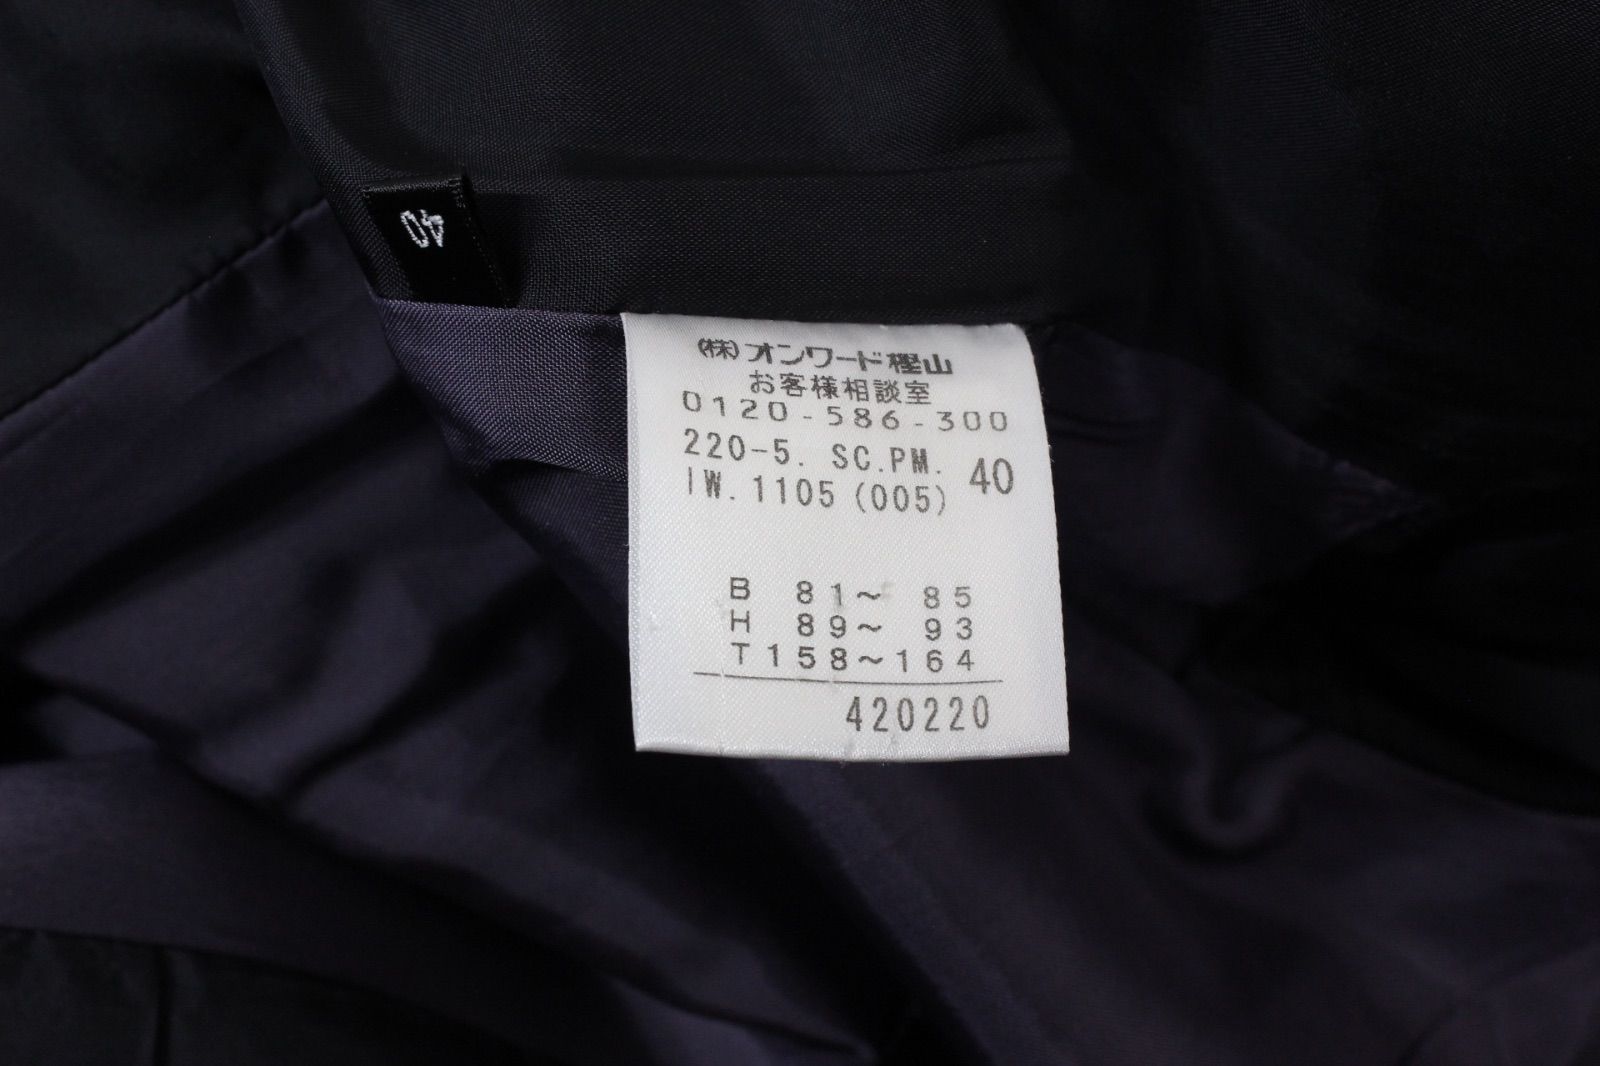 40
(株)オンワード樫山
お客様相談室
0120-586-300
220-5. SC.PM. 40
IW.1105(005)
B 81~ 85
H 89~ 93
T158~164
420220